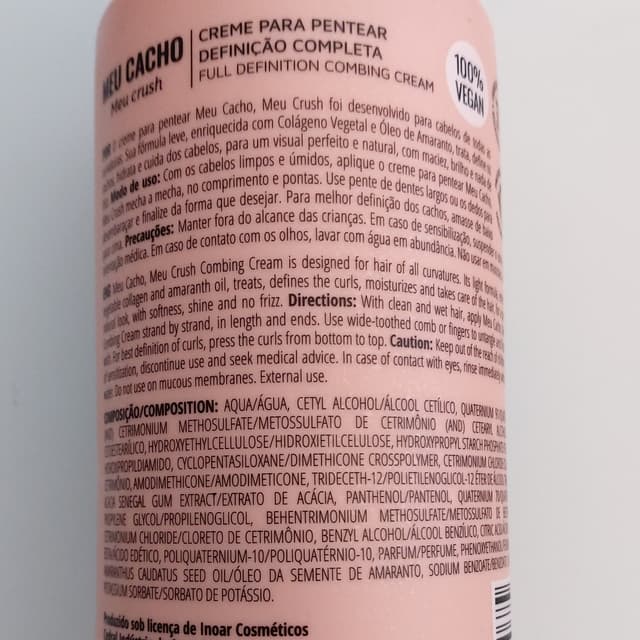 MEU CACHO
Meu crush
CREME PARA PENTEAR
DEFINIÇÃO COMPLETA
FULL DEFINITION COMBING CREAM
100%
VEGAN
O creme para pentear Meu Cacho, Meu Crush foi desenvolvido para cabelos de todas as
Sua fórmula leve, enriquecida com Colágeno Vegetal e Óleo de Amaranto, trata, define os
hidrata e cuida dos cabelos, para um visual perfeito e natural, com maciez, brilho e nada de
Modo de uso: Com os cabelos limpos e úmidos, aplique o creme para pentear Meu Cacho,
Meu Crush mecha a mecha, no comprimento e pontas. Use pente de dentes largos ou os dedos para
desembaraçar e finalize da forma que desejar. Para melhor definição dos cachos, amasse de baixo
Precauções: Manter fora do alcance das crianças. Em caso de sensibilização, suspender o
médica. Em caso de contato com os olhos, lavar com água em abundância. Não usar em
Meu Cacho, Meu Crush Combing Cream is designed for hair of all curvatures. Its light formula,
vegetable collagen and amaranth oil, treats, defines the curls, moisturizes and takes care of the hair, for
natural look, with softness, shine and no frizz. Directions: With clean and wet hair, apply Meu Cacho,
Combing Cream strand by strand, in length and ends. Use wide-toothed comb or fingers to untangle and
For best definition of curls, press the curls from bottom to top. Caution: Keep out of the reach of
sensitization, discontinue use and seek medical advice. In case of contact with eyes, rinse immediately
Do not use on mucous membranes. External use.
COMPOSIÇÃO/COMPOSITION: AQUA/ÁGUA, CETYL ALCOHOL/ÁLCOOL CETÍLICO, QUATERNIUM
(AND) CETRIMONIUM METHOSULFATE/METOSSULFATO DE CETRIMÔNIO (AND) CETEARYL
HYDROXYETHYLCELLULOSE/HIDROXIETILCELULOSE, HYDROXYPROPYL STARCH PHOSPHATE
CYCLOPENTASILOXANE/DIMETHICONE CROSSPOLYMER, CETRIMONIUM CHLORIDE
AMODIMETHICONE/AMODIMETICONE, TRIDECETH-12/POLIETILENOGLICOL-12 ÉTER DE
ACACIA SENEGAL GUM EXTRACT/EXTRATO DE ACÁCIA, PANTHENOL/PANTENOL, QUATERNIUM
PROPYLENE GLYCOL/PROPILENOGLICOL, BEHENTRIMONIUM METHOSULFATE/METOSSULFATO DE
CETRIMONIUM CHLORIDE/CLORETO DE CETRIMÔNIO, BENZYL ALCOHOL/ÁLCOOL BENZÍLICO, CITRIC
EDÉTICO, POLIQUATERNIUM-10/POLIQUATÉRNIO-10, PARFUM/PERFUME, PHENOXYETHANOL
AMARANTHUS CAUDATUS SEED OIL/ÓLEO DA SEMENTE DE AMARANTO, SODIUM BENZOATE
POTASSIUM SORBATE/SORBATO DE POTÁSSIO.
Produzido sob licença de Inoar Cosméticos